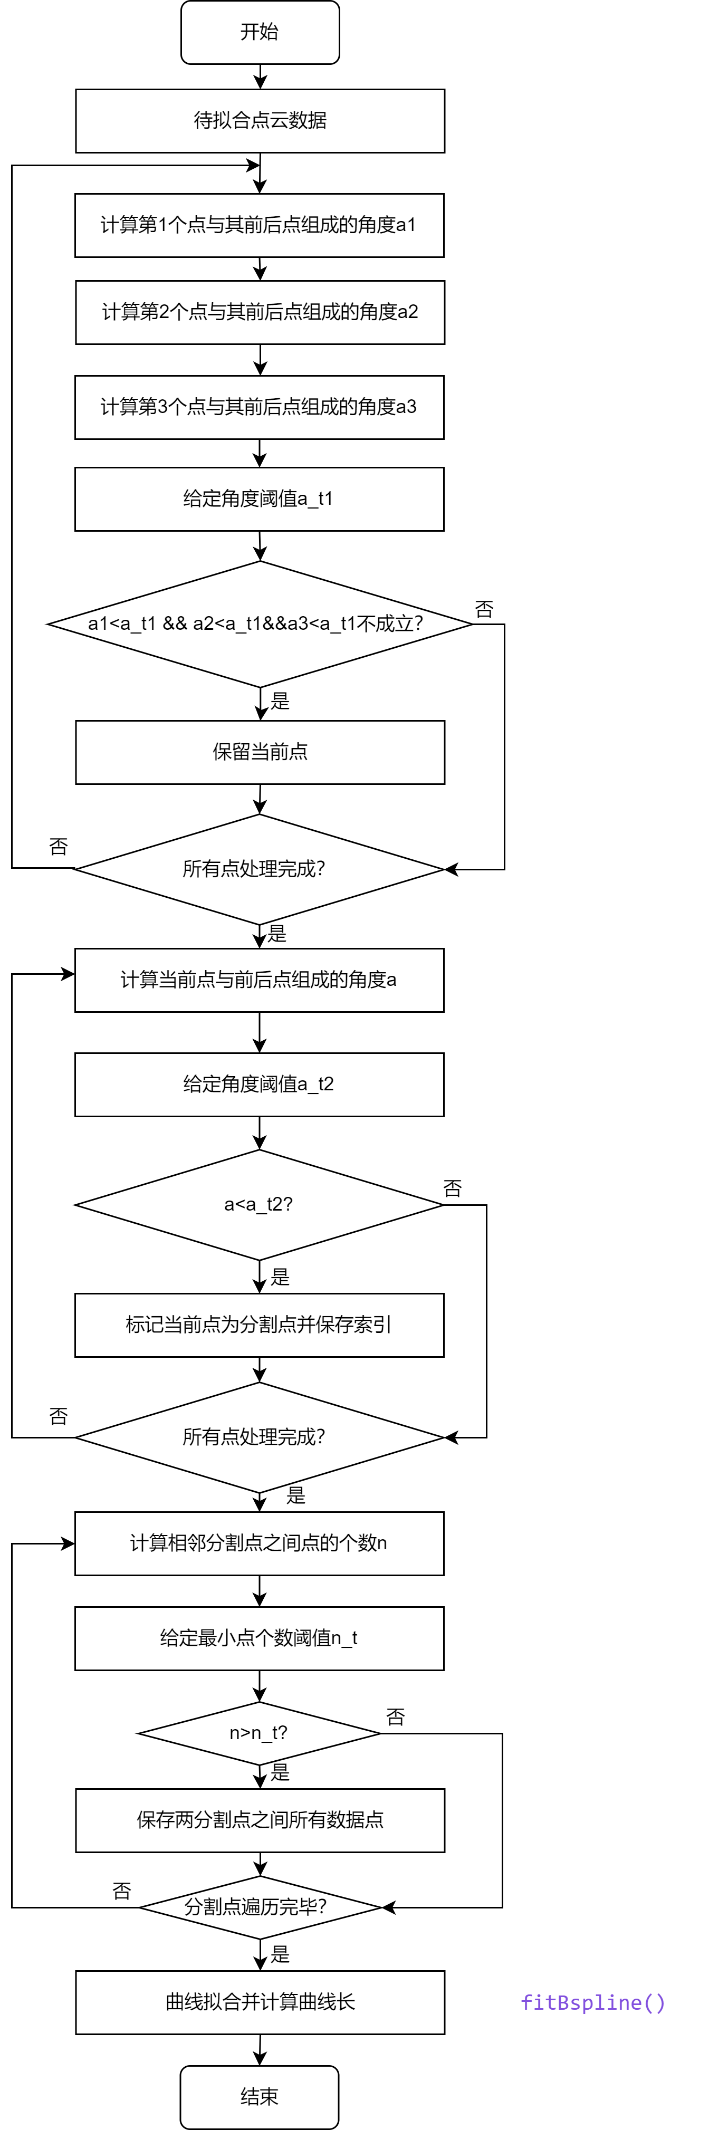 开始
待拟合点云数据
计算第1个点与其前后点组成的角度a1
计算第2个点与其前后点组成的角度a2
计算第3个点与其前后点组成的角度a3
给定角度阈值a_t1
a1<a_t1 && a2<a_t1&&a3<a_t1不成立?
否
是
保留当前点
否
所有点处理完成?
是
计算当前点与前后点组成的角度a
给定角度阈值a_t2
a<a_t2?
否
是
标记当前点为分割点并保存索引
否
所有点处理完成?
是
计算相邻分割点之间点的个数n
给定最小点个数阈值n_t
n>n_t?
否
是
保存两分割点之间所有数据点
否
分割点遍历完毕?
是
曲线拟合并计算曲线长
fitBspline()
结束